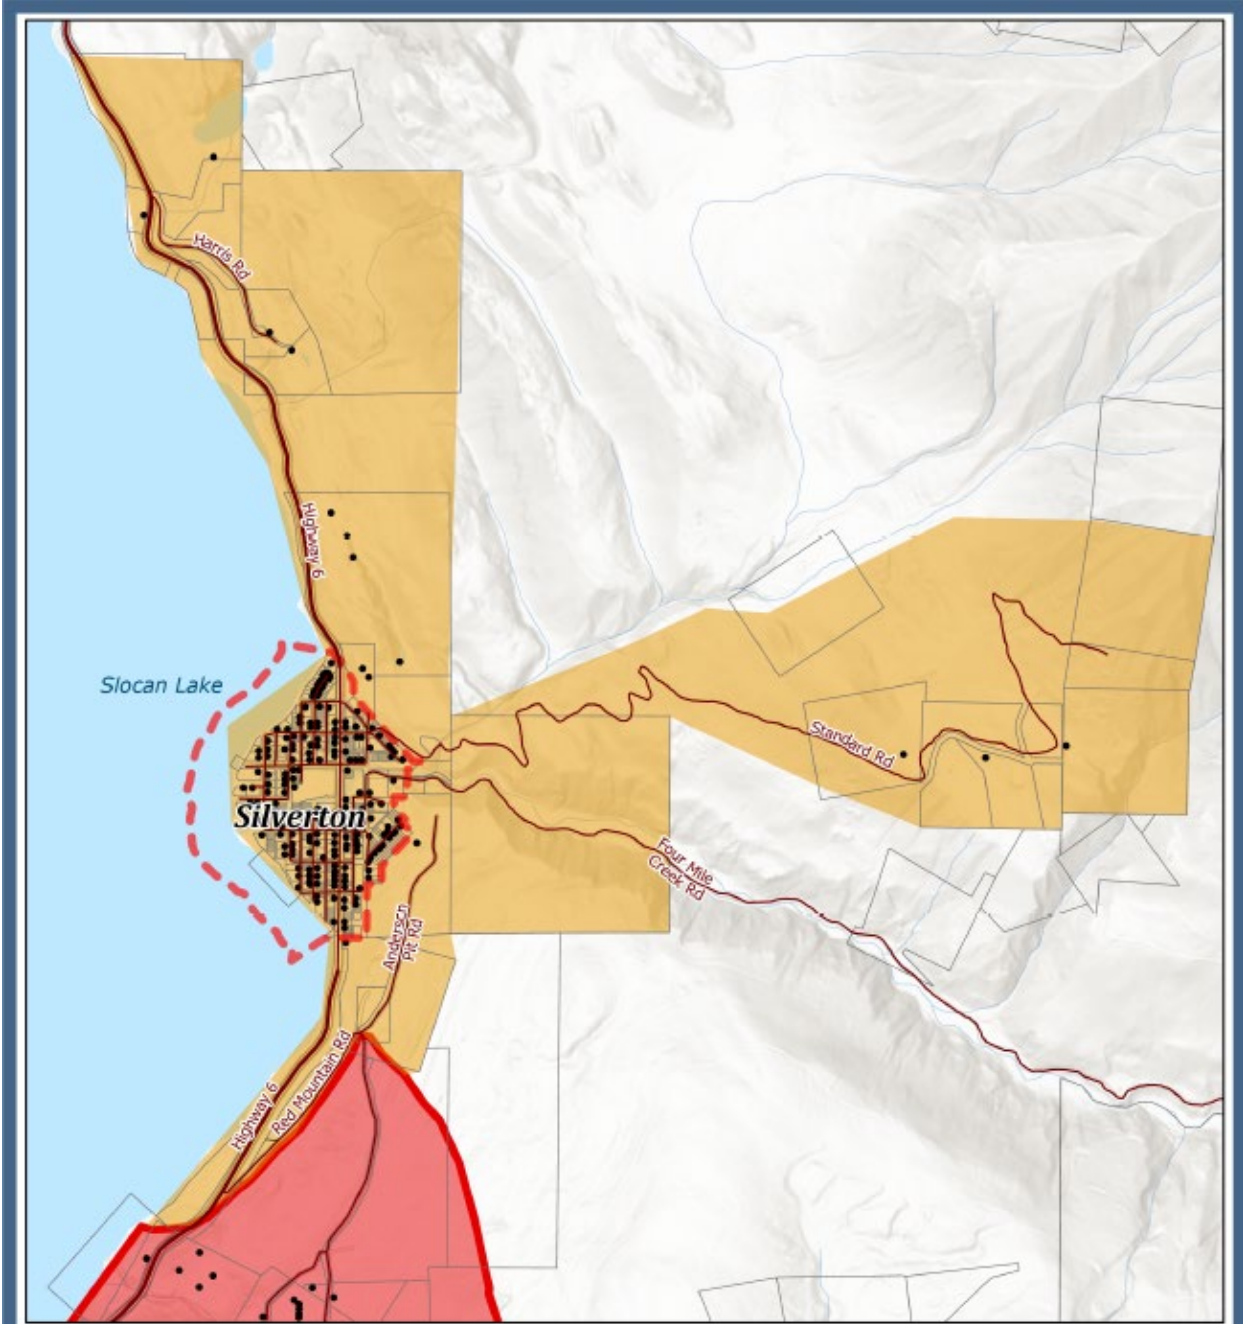 Harris Rd
Highway 6
Slocan Lake
Standard Rd
Silverton
Four Mile
Creek Rd
Anderson
Pit Rd
Red Mountain Rd
Highway 6